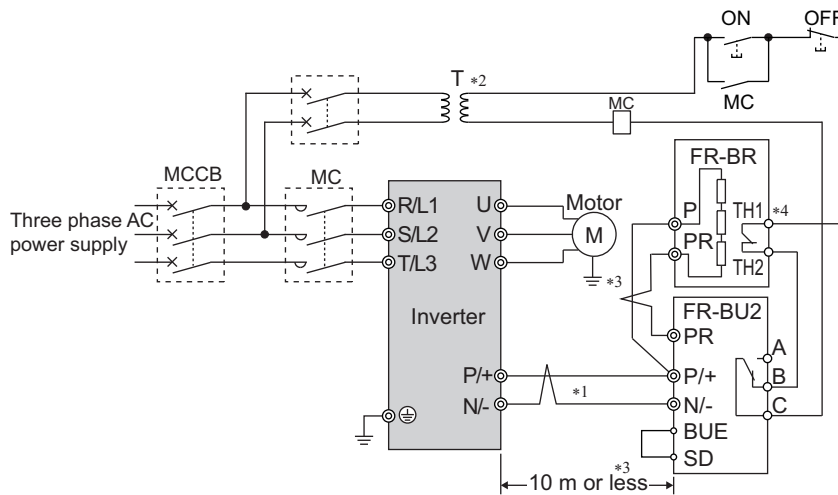 ON
OFF
T *2
MC
MC
MCCB
MC
FR-BR
P
PR
TH1
TH2
*4
Three phase AC
power supply
R/L1
S/L2
T/L3
U
V
W
Motor
M
*3
Inverter
FR-BU2
PR
A
B
C
P/+
N/-
P/+
N/-
*1
BUE
SD
*3
10 m or less